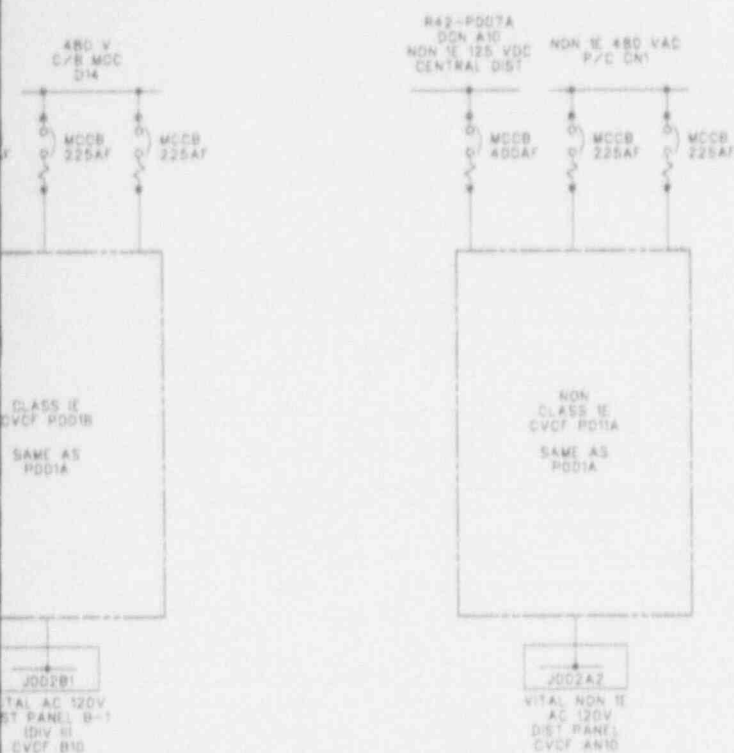 480 V
C/B MCC
D14
R42-P007A
DCN A10
NON 1E 125 VDC
CENTRAL DIST
NON 1E 480 VAC
P/C CN1
MCCB
225AF
MCCB
225AF
MCCB
400AF
MCCB
225AF
MCCB
225AF
CLASS 1E
CVCF P001B
SAME AS
P001A
NON
CLASS 1E
CVCF P011A
SAME AS
P001A
J002B1
AC 120V
PANEL B-1
(DIV II)
CVCF B10
J002A2
VITAL NON 1E
AC 120V
DIST PANEL
CVCF AN10